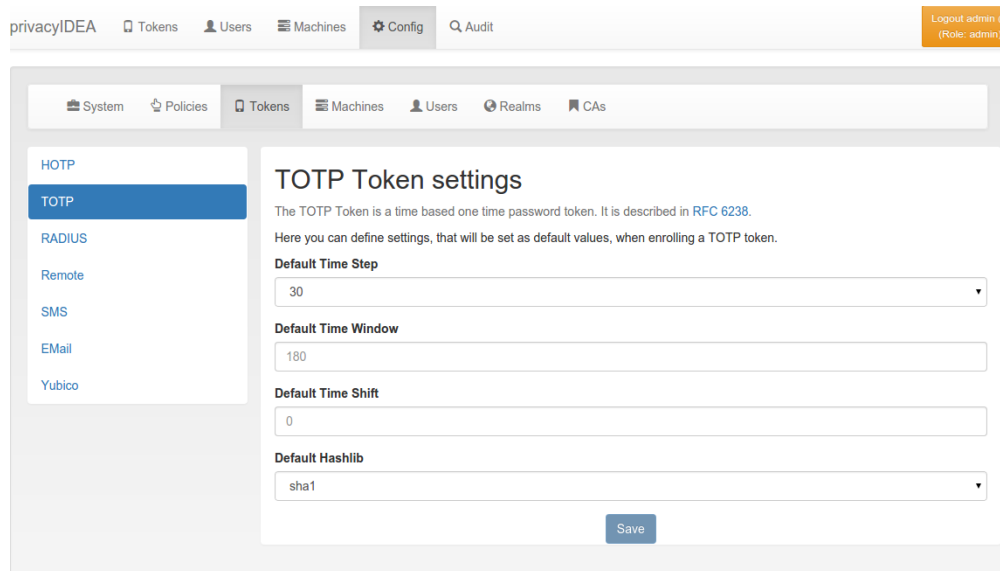 privacyIDEA Tokens Users Machines Config Audit
Logout admin
(Role: admin)
System Policies Tokens Machines Users Realms CAs
HOTP
TOTP
RADIUS
Remote
SMS
EMail
Yubico
TOTP Token settings
The TOTP Token is a time based one time password token. It is described in RFC 6238.
Here you can define settings, that will be set as default values, when enrolling a TOTP token.
Default Time Step
30
Default Time Window
180
Default Time Shift
0
Default Hashlib
sha1
Save